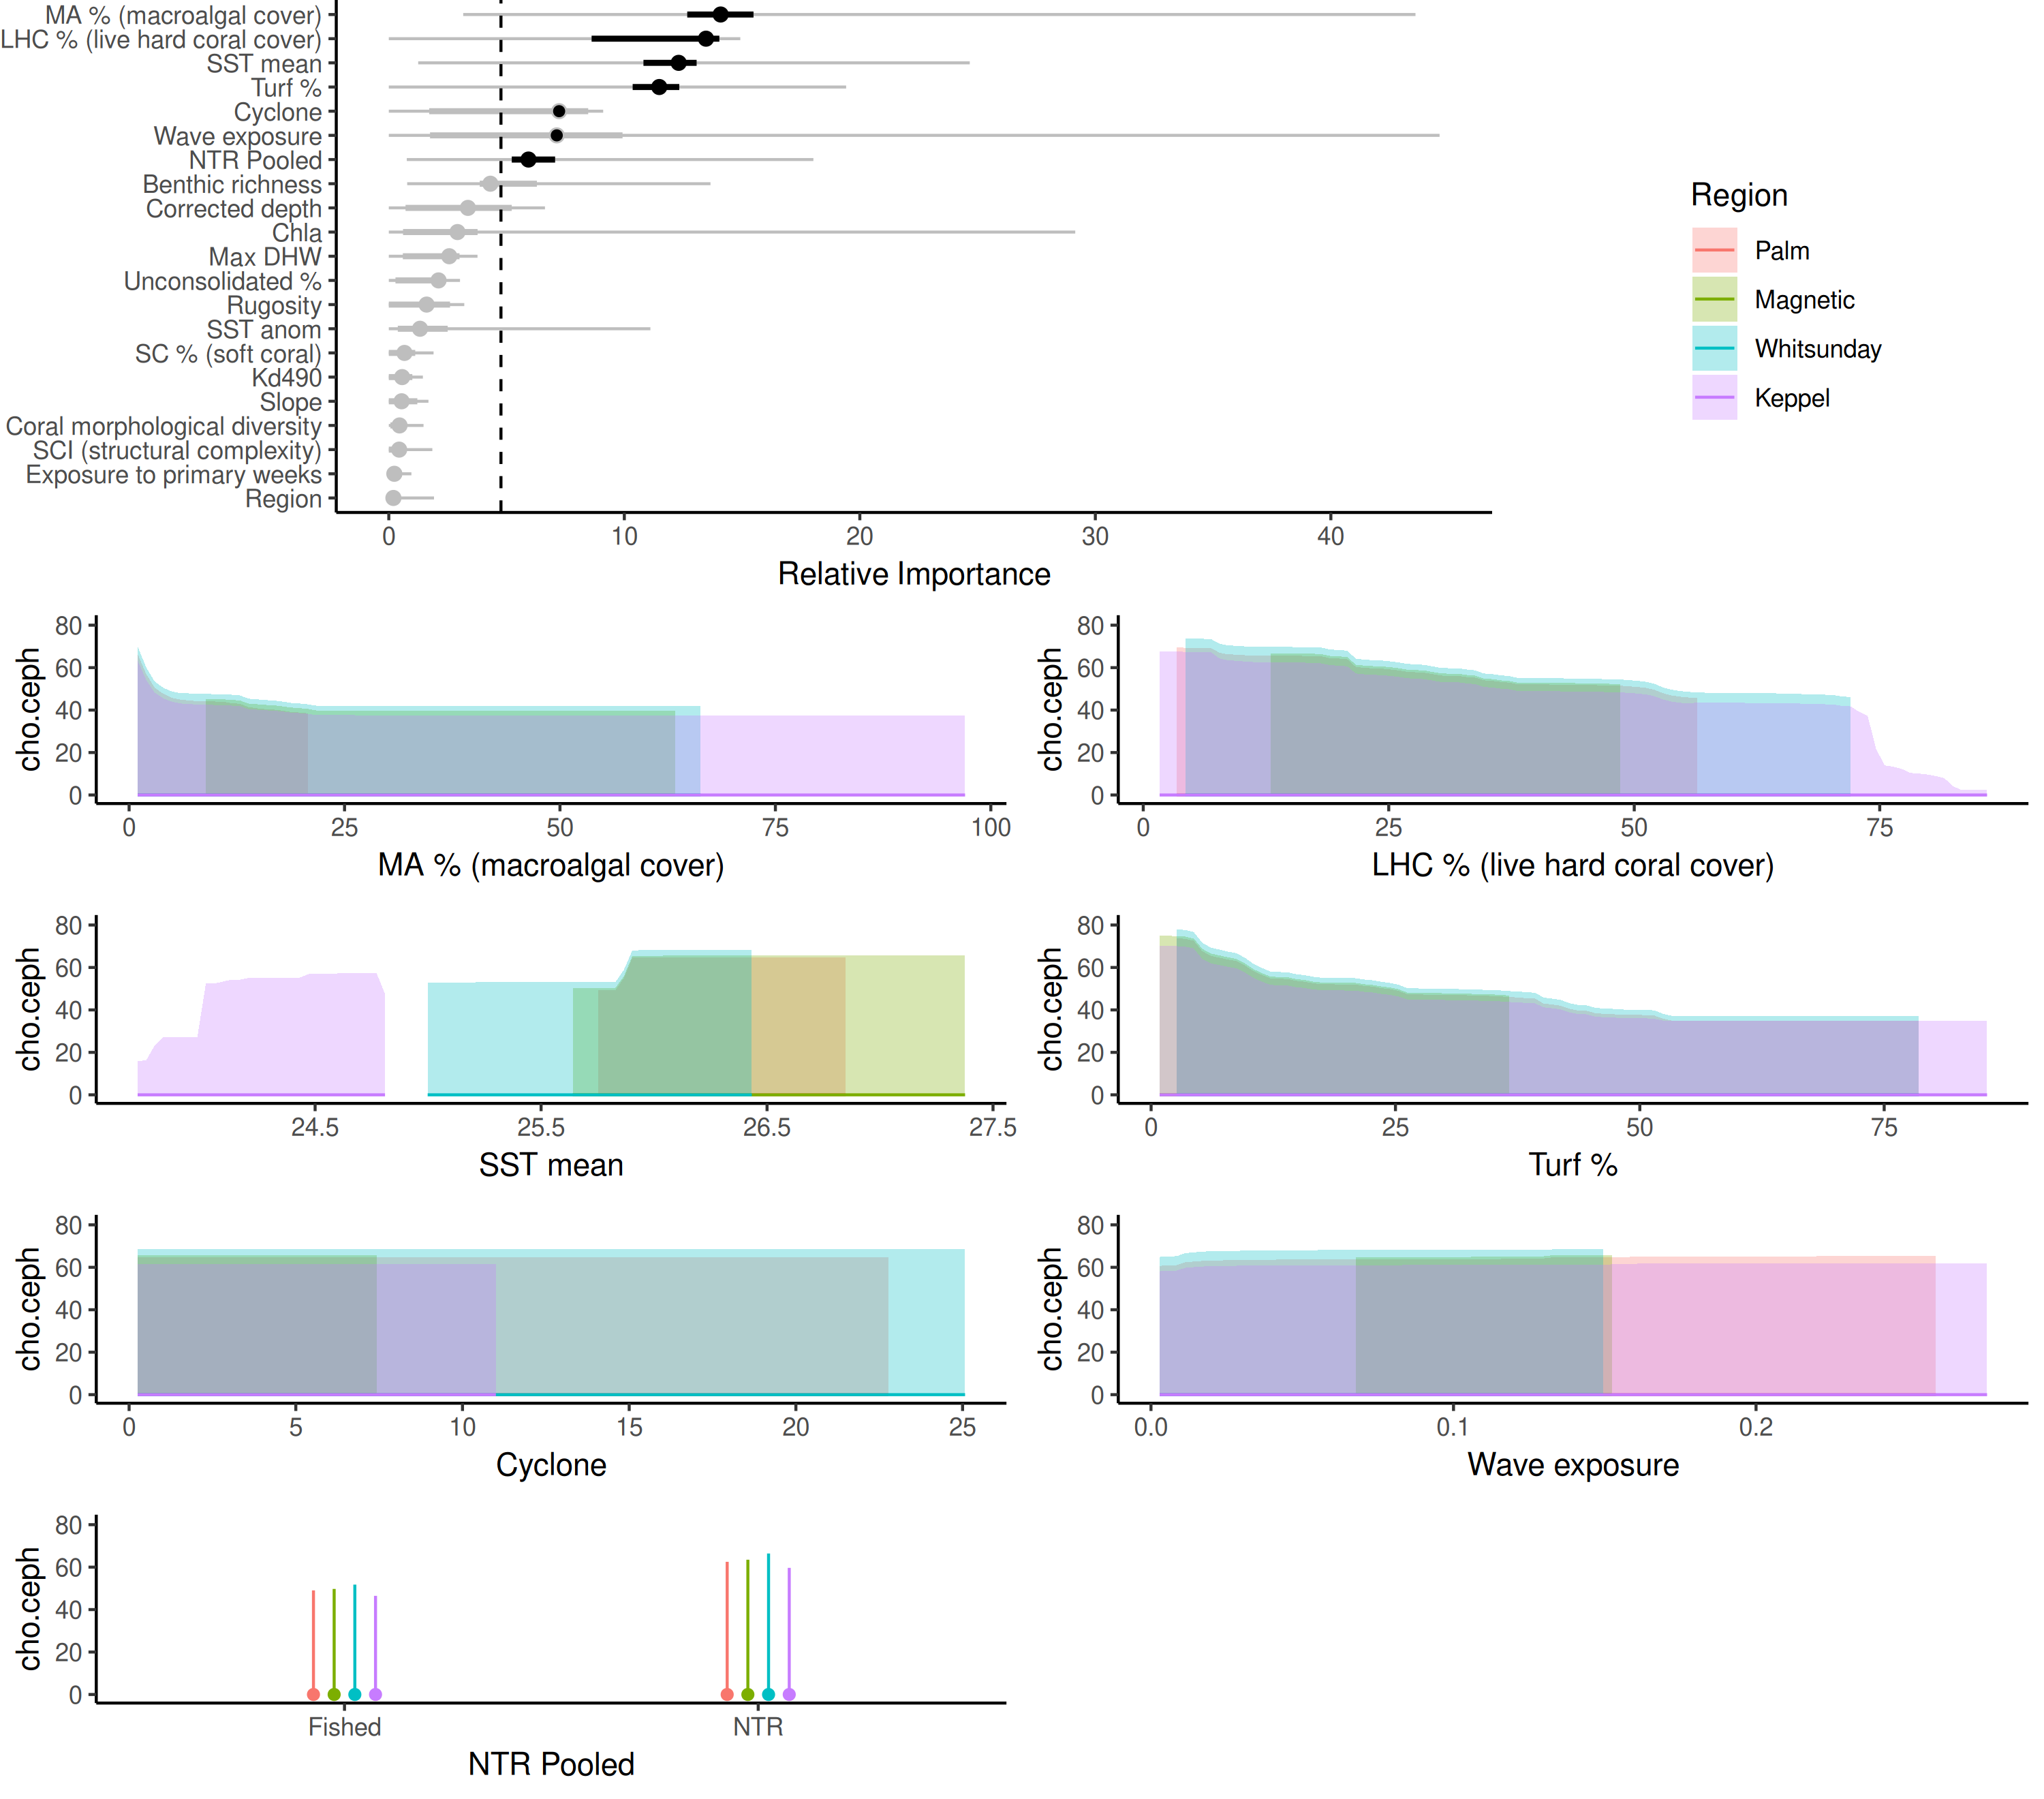 MA % (macroalgal cover)
LHC % (live hard coral cover)
SST mean
Turf %
Cyclone
Wave exposure
NTR Pooled
Benthic richness
Corrected depth
Chla
Max DHW
Unconsolidated %
Rugosity
SST anom
SC % (soft coral)
Kd490
Slope
Coral morphological diversity
SCI (structural complexity)
Exposure to primary weeks
Region
0 10 20 30 40
Relative Importance
Region
Palm
Magnetic
Whitsunday
Keppel
80
60
40
20
0
cho.ceph
0 25 50 75 100
MA % (macroalgal cover)
80
60
40
20
0
cho.ceph
0 25 50 75
LHC % (live hard coral cover)
80
60
40
20
0
cho.ceph
24.5 25.5 26.5 27.5
SST mean
80
60
40
20
0
cho.ceph
0 25 50 75
Turf %
80
60
40
20
0
cho.ceph
0 5 10 15 20 25
Cyclone
80
60
40
20
0
cho.ceph
0.0 0.1 0.2
Wave exposure
80
60
40
20
0
cho.ceph
Fished NTR
NTR Pooled